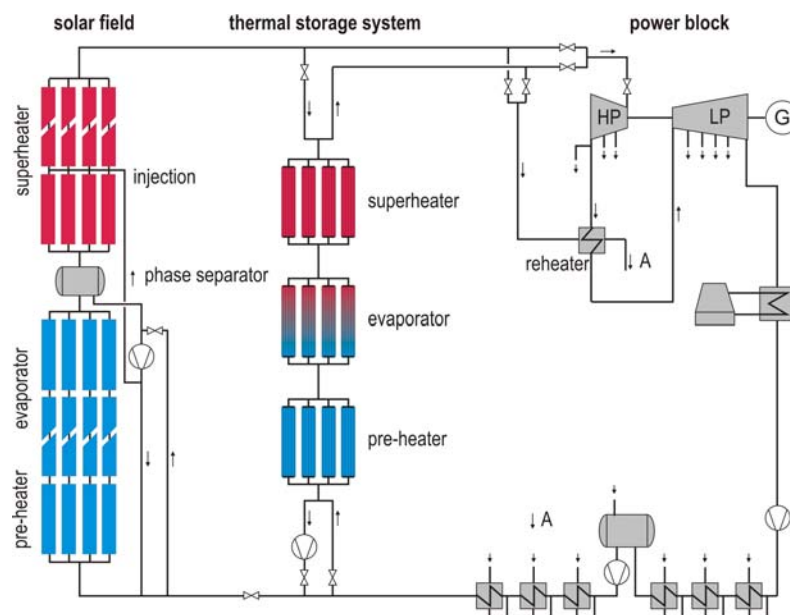 solar field
thermal storage system
power block
superheater
injection
phase separator
evaporator
pre-heater
superheater
evaporator
pre-heater
HP
LP
G
reheater
A
A